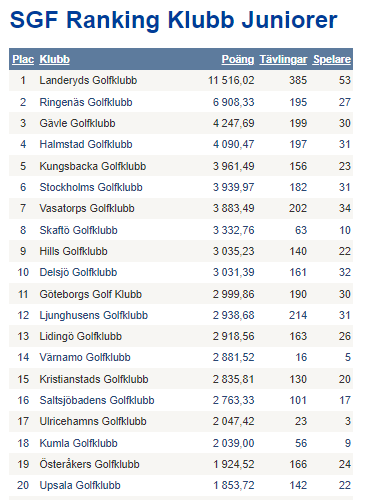 SGF Ranking Klubb Juniorer
Plac Klubb Poäng Tävlingar Spelare
1 Landeryds Golfklubb 11 516,02 385 53
2 Ringenäs Golfklubb 6 908,33 195 27
3 Gävle Golfklubb 4 247,69 199 30
4 Halmstad Golfklubb 4 090,47 197 31
5 Kungsbacka Golfklubb 3 961,49 156 23
6 Stockholms Golfklubb 3 939,97 182 31
7 Vasatorps Golfklubb 3 883,49 202 34
8 Skaftö Golfklubb 3 332,76 63 10
9 Hills Golfklubb 3 035,23 140 22
10 Delsjö Golfklubb 3 031,39 161 32
11 Göteborgs Golf Klubb 2 999,86 190 30
12 Ljunghusens Golfklubb 2 938,68 214 31
13 Lidingö Golfklubb 2 918,56 163 26
14 Värnamo Golfklubb 2 881,52 16 5
15 Kristianstads Golfklubb 2 835,81 130 20
16 Saltsjöbadens Golfklubb 2 763,33 101 17
17 Ulricehamns Golfklubb 2 047,42 23 3
18 Kumla Golfklubb 2 039,00 56 9
19 Österåkers Golfklubb 1 924,52 166 24
20 Upsala Golfklubb 1 853,72 142 22